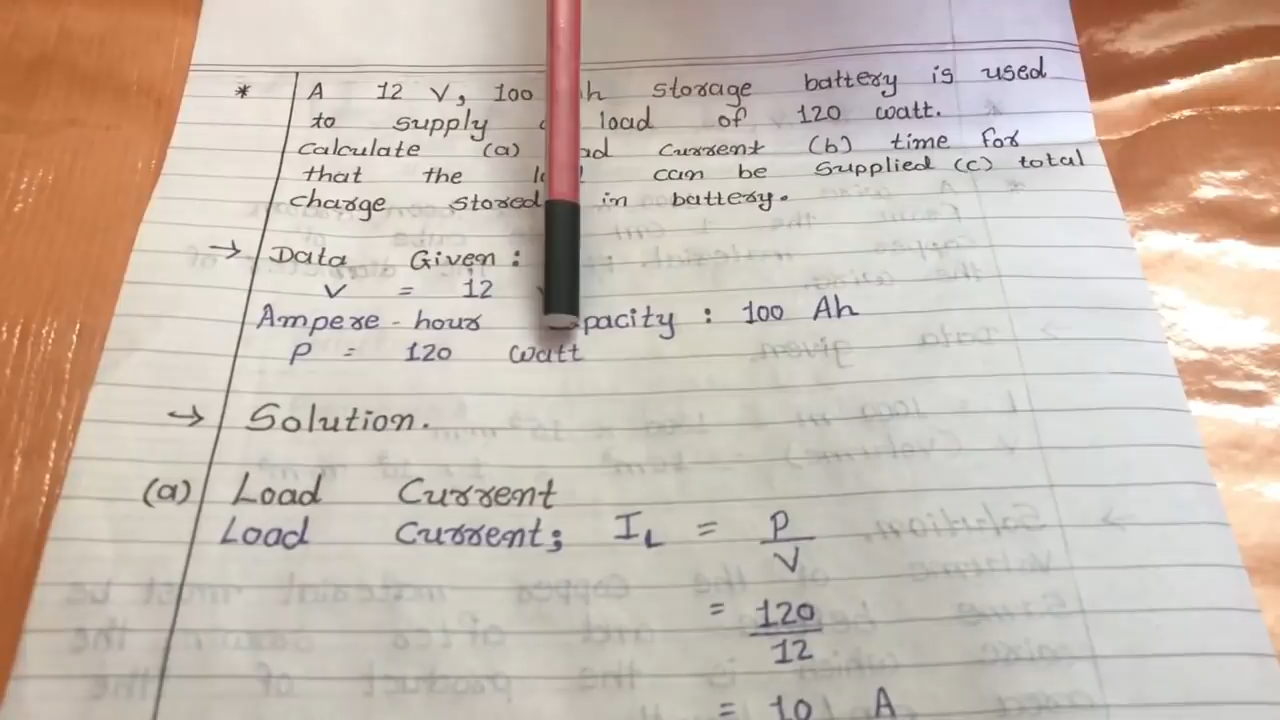 * A 12 V, 100 h storage battery is used
to supply load of 120 watt.
Calculate (a) ad current (b) time for
that the can be supplied (c) total
charge stored in battery.
→ Data Given :
V = 12
Ampere - hour pacity : 100 Ah
P = 120 watt
→ Solution.
(a) Load Current
Load Current; I_L = P / V
= 120 / 12
= 10 A